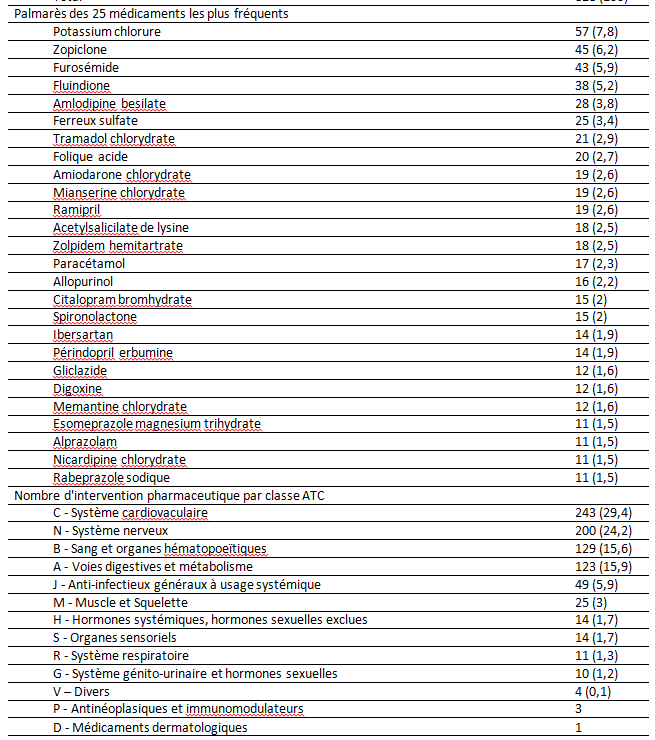 Palmarès des 25 médicaments les plus fréquents
Potassium chlorure 57 (7,8)
Zopiclone 45 (6,2)
Furosémide 43 (5,9)
Fluindione 38 (5,2)
Amlodipine besilate 28 (3,8)
Ferreux sulfate 25 (3,4)
Tramadol chlorydrate 21 (2,9)
Folique acide 20 (2,7)
Amiodarone chlorydrate 19 (2,6)
Mianserine chlorydrate 19 (2,6)
Ramipril 19 (2,6)
Acetylsalicilate de lysine 18 (2,5)
Zolpidem hemitartrate 18 (2,5)
Paracétamol 17 (2,3)
Allopurinol 16 (2,2)
Citalopram bromhydrate 15 (2)
Spironolactone 15 (2)
Ibersartan 14 (1,9)
Périndopril erbumine 14 (1,9)
Gliclazide 12 (1,6)
Digoxine 12 (1,6)
Memantine chlorydrate 12 (1,6)
Esomeprazole magnesium trihydrate 11 (1,5)
Alprazolam 11 (1,5)
Nicardipine chlorydrate 11 (1,5)
Rabeprazole sodique 11 (1,5)
Nombre d'intervention pharmaceutique par classe ATC
C - Système cardiovaculaire 243 (29,4)
N - Système nerveux 200 (24,2)
B - Sang et organes hématopoeïtiques 129 (15,6)
A - Voies digestives et métabolisme 123 (15,9)
J - Anti-infectieux généraux à usage systémique 49 (5,9)
M - Muscle et Squelette 25 (3)
H - Hormones systémiques, hormones sexuelles exclues 14 (1,7)
S - Organes sensoriels 14 (1,7)
R - Système respiratoire 11 (1,3)
G - Système génito-urinaire et hormones sexuelles 10 (1,2)
V – Divers 4 (0,1)
P - Antinéoplasiques et immunomodulateurs 3
D - Médicaments dermatologiques 1